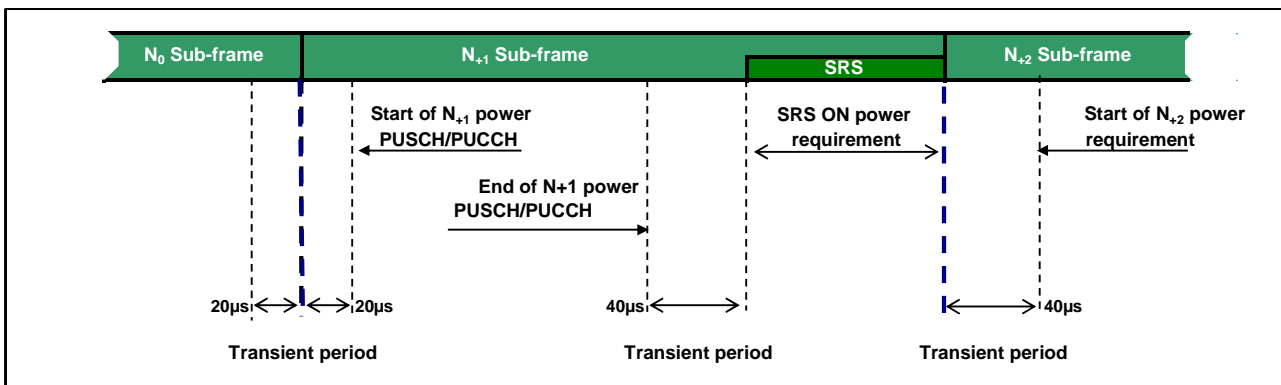 N₀ Sub-frame
N₊₁ Sub-frame
SRS
N₊₂ Sub-frame
Start of N₊₁ power
PUSCH/PUCCH
SRS ON power
requirement
Start of N₊₂ power
requirement
End of N+1 power
PUSCH/PUCCH
20µs
20µs
40µs
40µs
Transient period
Transient period
Transient period